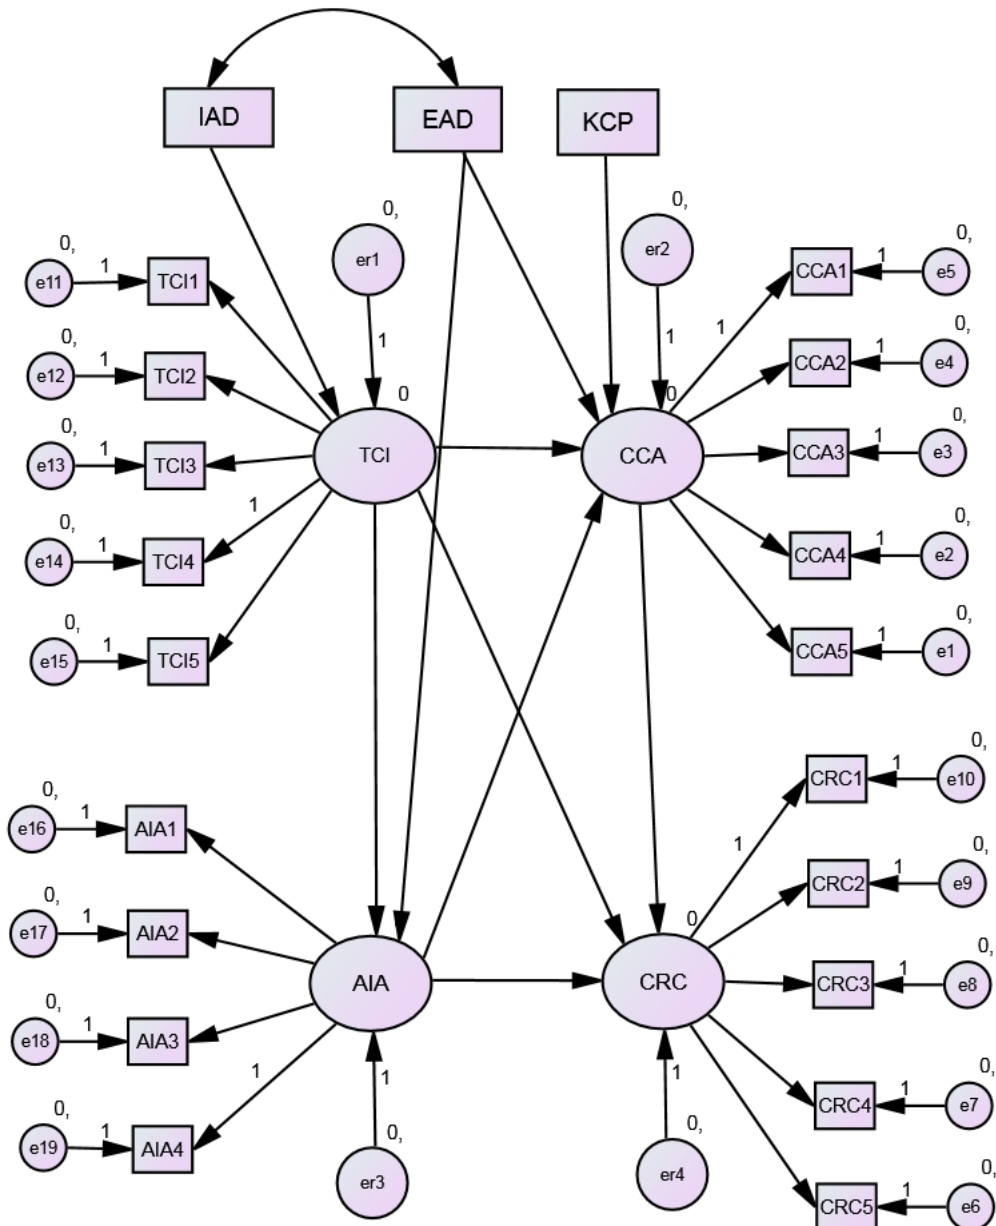 IAD
EAD
KCP
0,
er1
1
0,
er2
1
0,
e11
1
TCI1
0,
e12
1
TCI2
0,
e13
1
TCI3
0,
e14
1
TCI4
1
0,
e15
1
TCI5
0
TCI
0
CCA
1
CCA1
1
0,
e5
CCA2
1
0,
e4
CCA3
1
0,
e3
CCA4
1
0,
e2
CCA5
1
0,
e1
0,
e16
1
AIA1
0,
e17
1
AIA2
0,
e18
1
AIA3
0,
e19
1
AIA4
1
AIA
1
0,
er3
0
CRC
1
0,
er4
1
CRC1
1
0,
e10
CRC2
1
0,
e9
CRC3
1
0,
e8
CRC4
1
0,
e7
CRC5
1
0,
e6